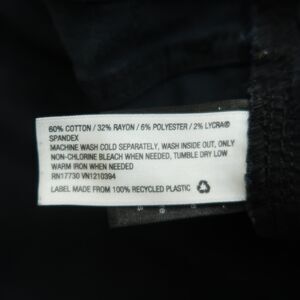 60% COTTON / 32% RAYON / 6% POLYESTER / 2% LYCRA®
SPANDEX
MACHINE WASH COLD SEPARATELY, WASH INSIDE OUT, ONLY
NON-CHLORINE BLEACH WHEN NEEDED, TUMBLE DRY LOW
WARM IRON WHEN NEEDED
RN17730 VN1210394
LABEL MADE FROM 100% RECYCLED PLASTIC